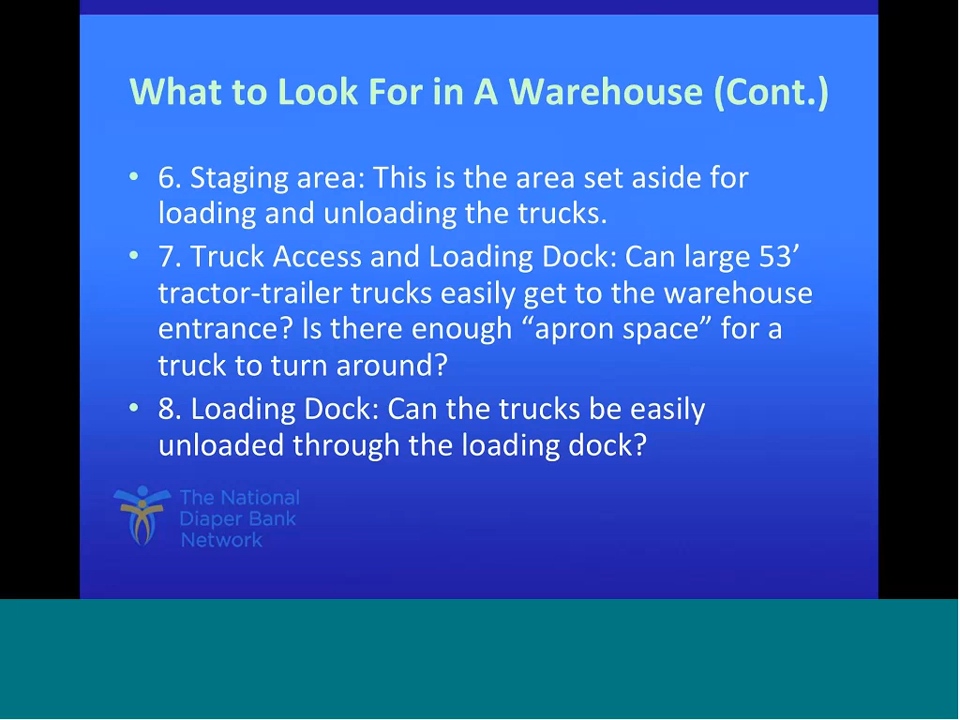 What to Look For in A Warehouse (Cont.)
• 6. Staging area: This is the area set aside for
loading and unloading the trucks.
• 7. Truck Access and Loading Dock: Can large 53’
tractor-trailer trucks easily get to the warehouse
entrance? Is there enough “apron space” for a
truck to turn around?
• 8. Loading Dock: Can the trucks be easily
unloaded through the loading dock?
The National
Diaper Bank
Network